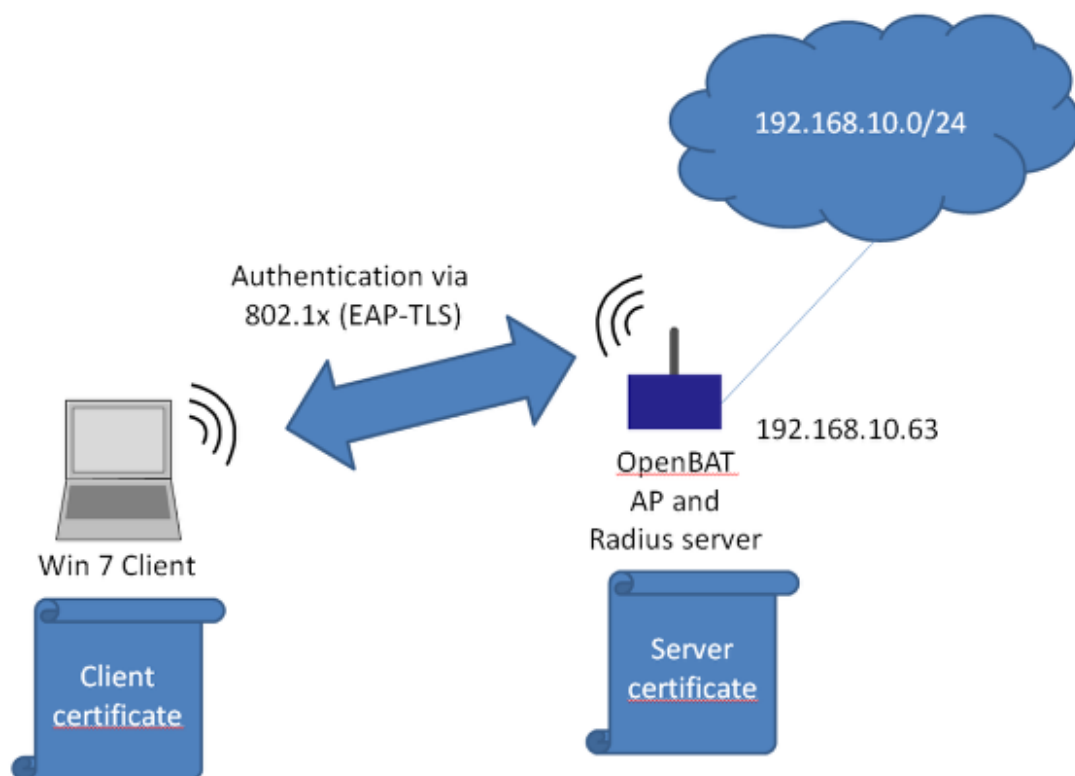 192.168.10.0/24
Authentication via
802.1x (EAP-TLS)
192.168.10.63
OpenBAT
AP and
Radius server
Win 7 Client
Client
certificate
Server
certificate